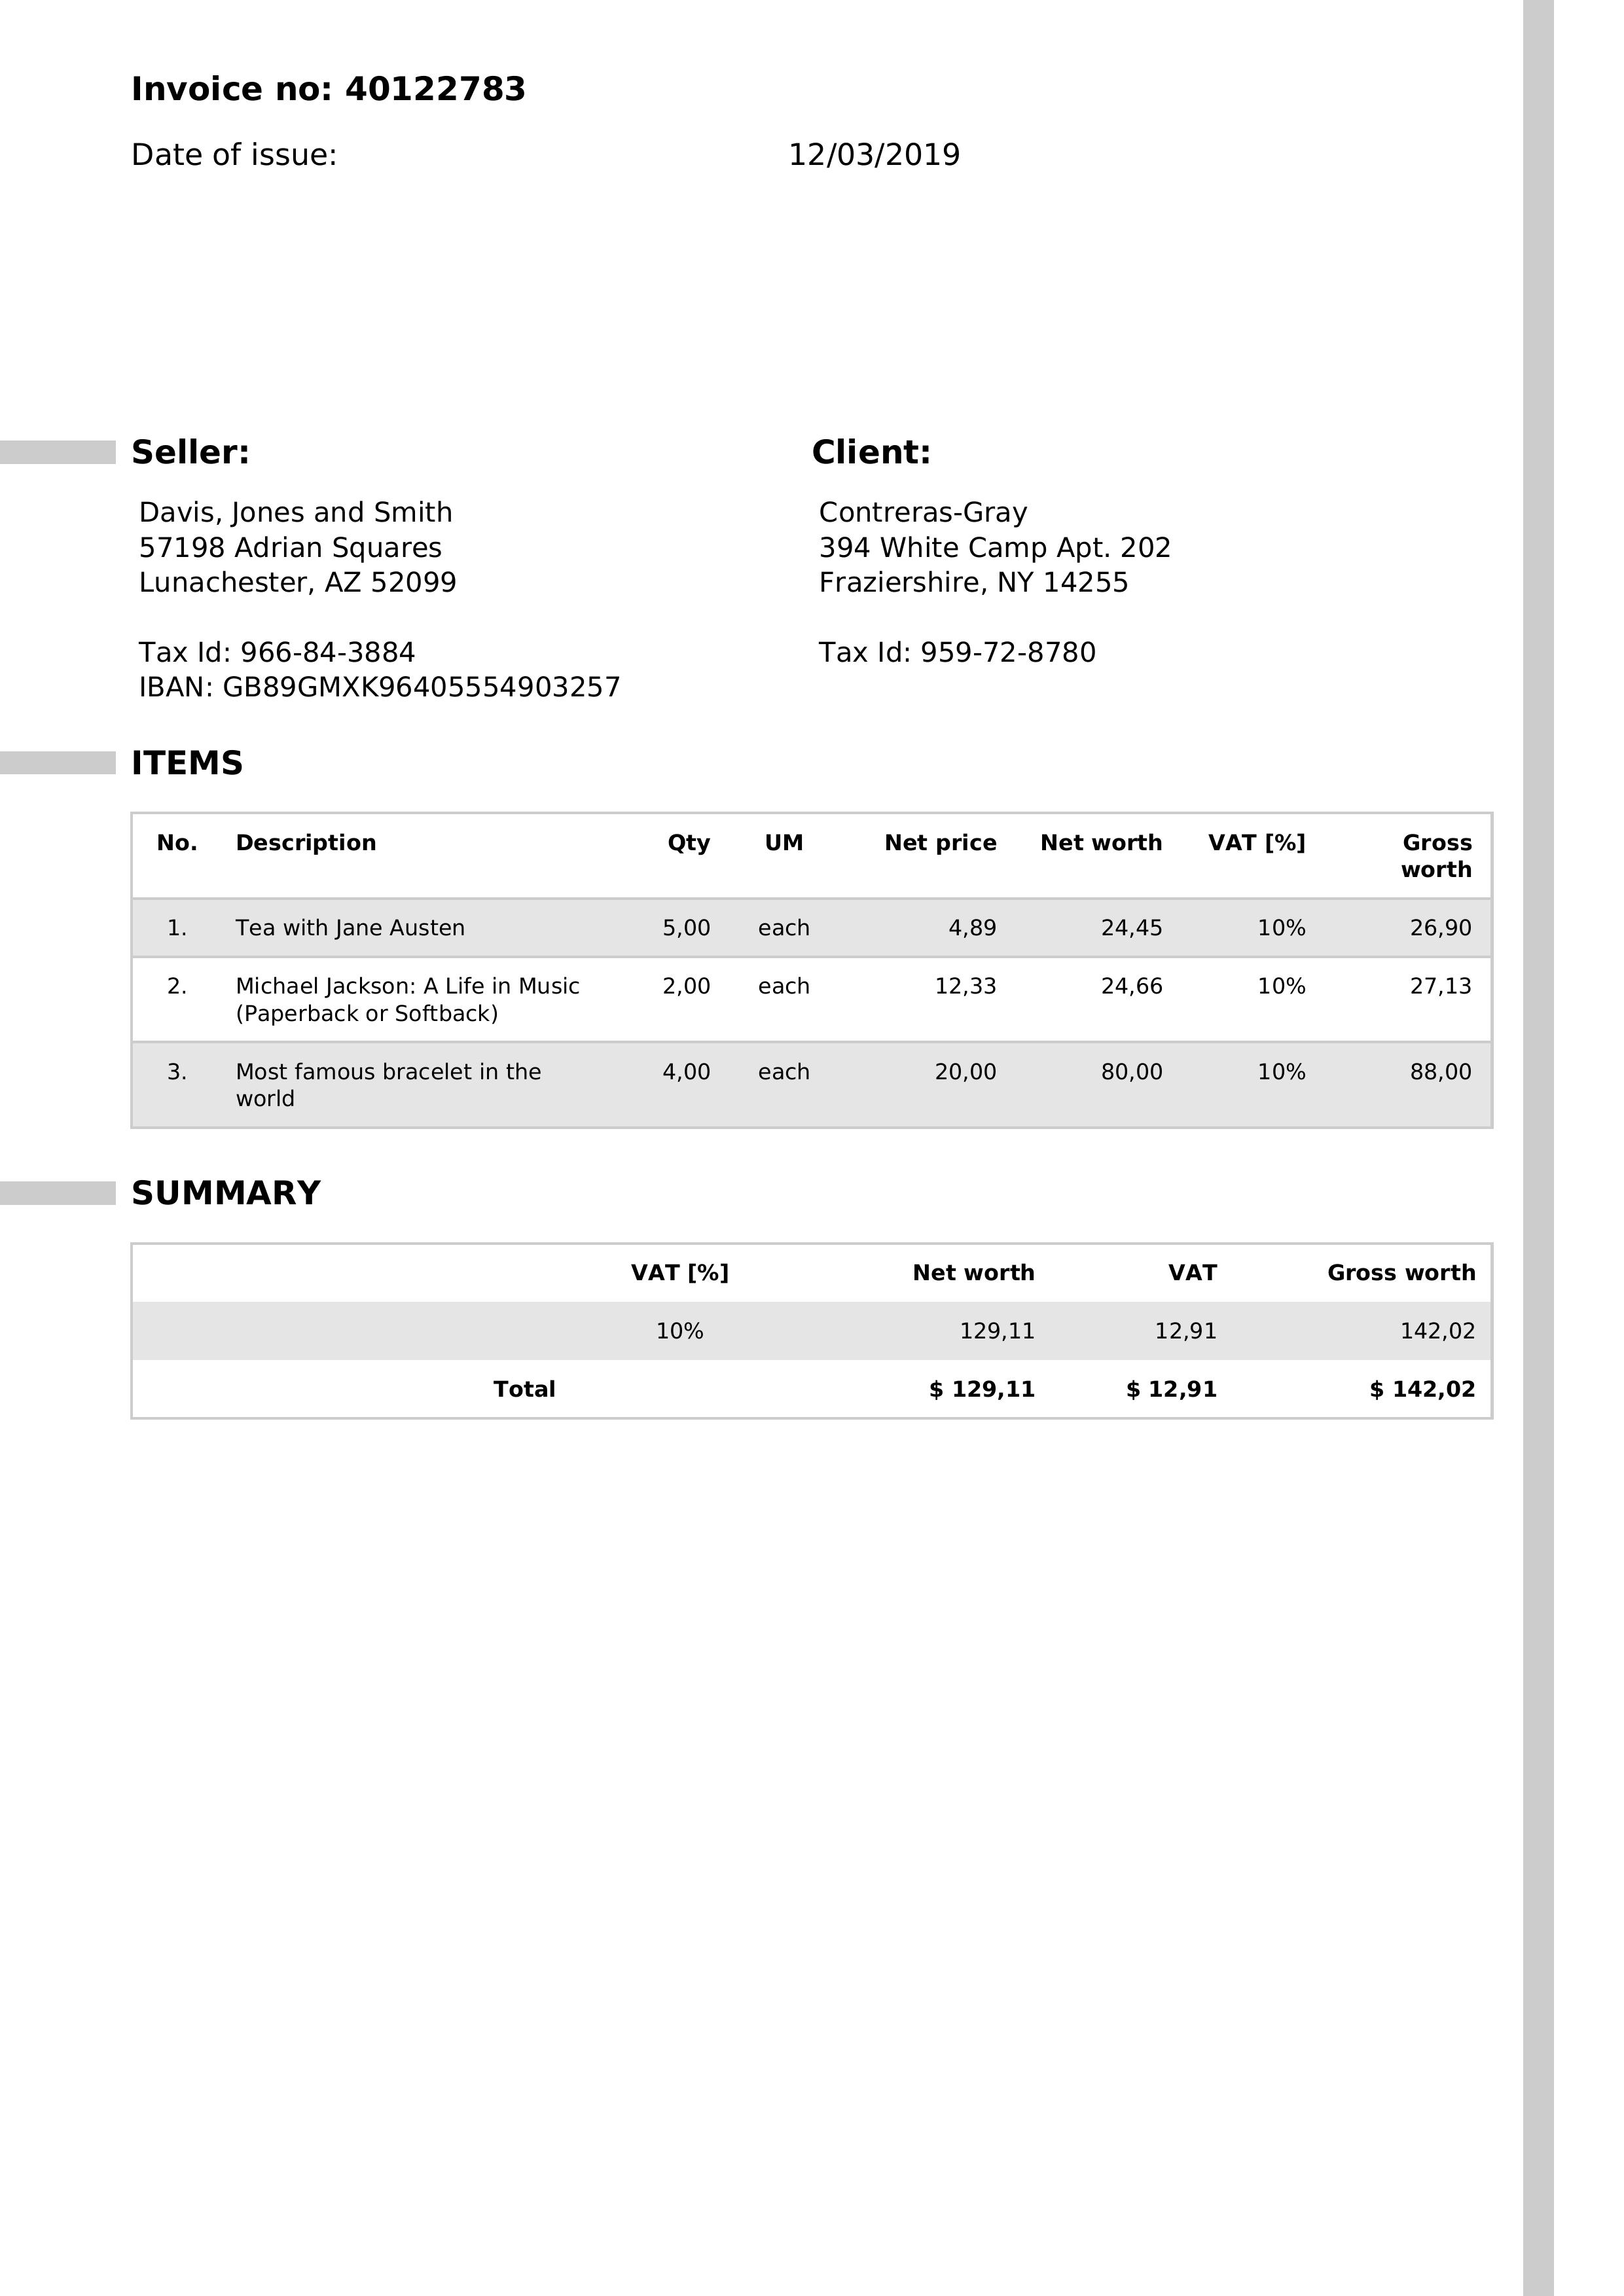 Invoice no: 40122783
Date of issue: 12/03/2019
Seller:
Davis, Jones and Smith
57198 Adrian Squares
Lunachester, AZ 52099
Tax Id: 966-84-3884
IBAN: GB89GMXK96405554903257
Client:
Contreras-Gray
394 White Camp Apt. 202
Fraziershire, NY 14255
Tax Id: 959-72-8780
ITEMS
No. Description Qty UM Net price Net worth VAT [%] Gross
worth
1. Tea with Jane Austen 5,00 each 4,89 24,45 10% 26,90
2. Michael Jackson: A Life in Music 2,00 each 12,33 24,66 10% 27,13
(Paperback or Softback)
3. Most famous bracelet in the 4,00 each 20,00 80,00 10% 88,00
world
SUMMARY
VAT [%] Net worth VAT Gross worth
10% 129,11 12,91 142,02
Total $ 129,11 $ 12,91 $ 142,02